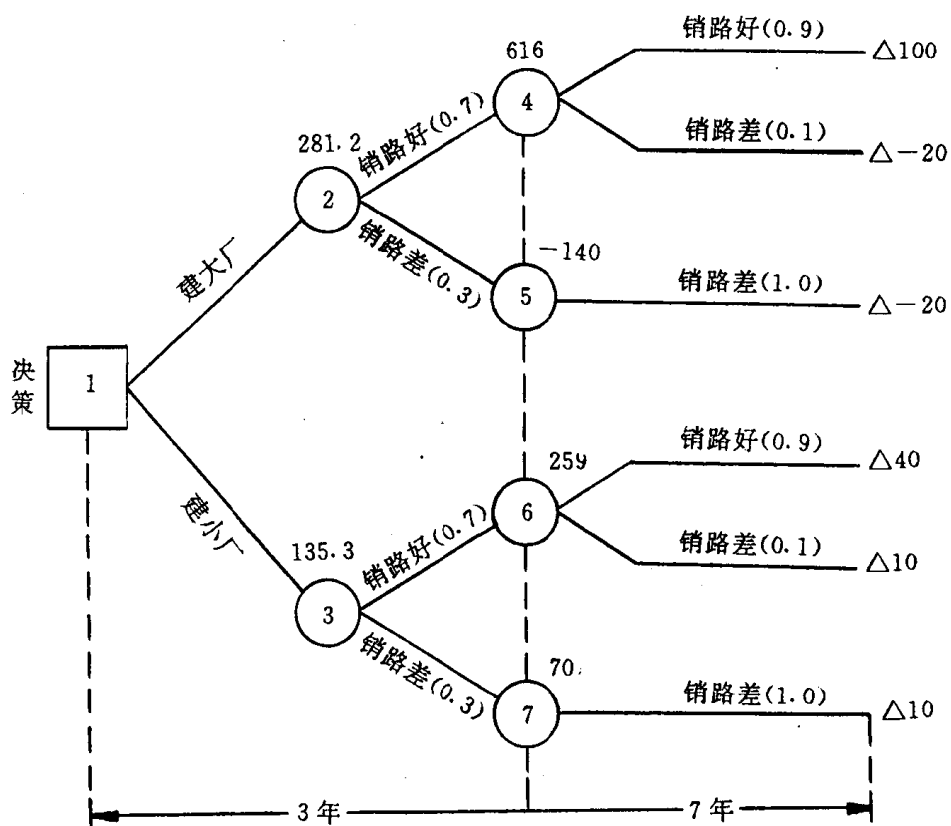 销路好(0.9)
△100
616
4
销路差(0.1)
△-20
销路好(0.7)
281.2
2
销路差(0.3)
-140
5
销路差(1.0)
△-20
建大厂
决策
1
建小厂
销路好(0.9)
△40
259
6
销路差(0.1)
△10
销路好(0.7)
135.3
3
销路差(0.3)
70
7
销路差(1.0)
△10
3年
7年